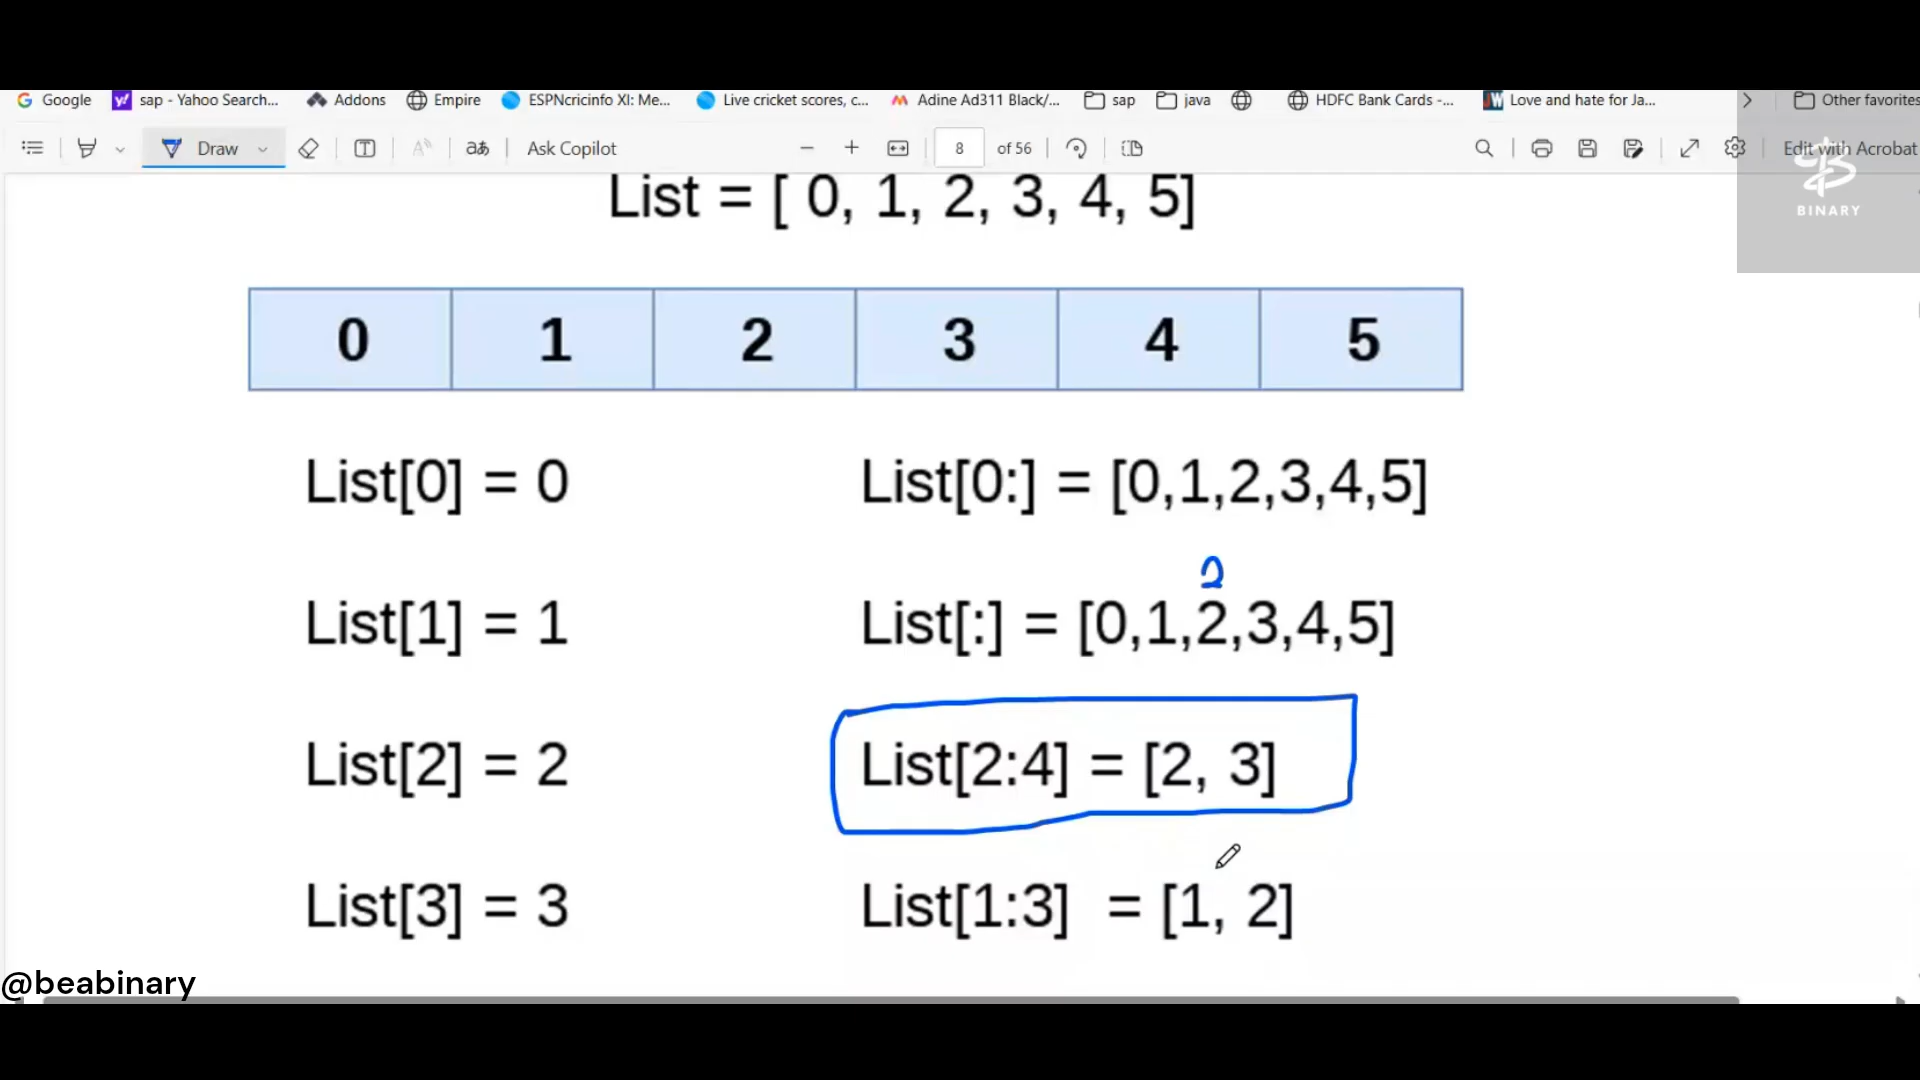 Google sap - Yahoo Search... Addons Empire ESPNcricinfo XI: Me... Live cricket scores, c... Adine Ad311 Black/... sap java HDFC Bank Cards -... Love and hate for Ja... Other favorites
Draw aあ Ask Copilot 8 of 56 Edit with Acrobat
BINARY
List = [ 0, 1, 2, 3, 4, 5]
0 1 2 3 4 5
List[0] = 0 List[0:] = [0,1,2,3,4,5]
2
List[1] = 1 List[:] = [0,1,2,3,4,5]
List[2] = 2 List[2:4] = [2, 3]
List[3] = 3 List[1:3] = [1, 2]
@beabinary